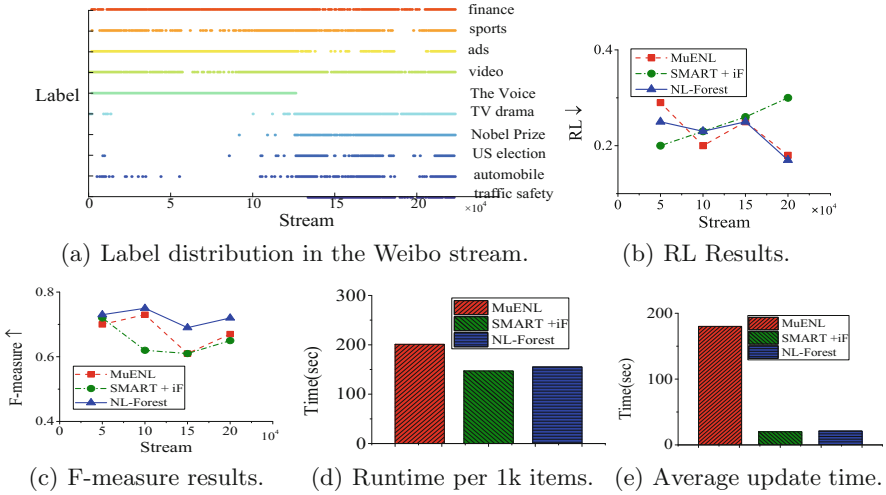 finance
sports
ads
video
Label
The Voice
TV drama
Nobel Prize
US election
automobile
traffic safety
0 5 10 15 20 ×10⁴
Stream
(a) Label distribution in the Weibo stream.
0.4
MuENL
SMART + iF
NL-Forest
RL ↓
0.2
0 5 10 15 20
×10⁴
Stream
(b) RL Results.
0.8
F-measure ↑
0.6
MuENL
SMART + iF
NL-Forest
0.4
0 5 10 15 20 10⁴
Stream
(c) F-measure results.
300
MuENL
SMART +iF
NL-Forest
200
Time(sec)
100
0
(d) Runtime per 1k items.
200
MuENL
SMART +iF
NL-Forest
Time(sec)
100
0
(e) Average update time.